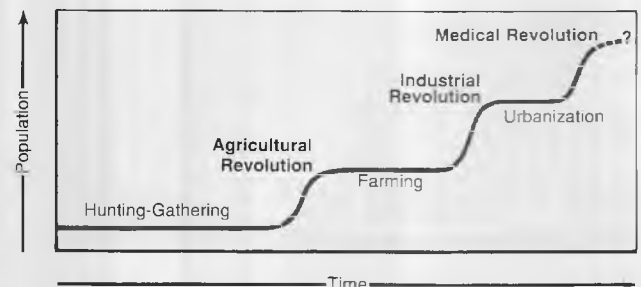 Medical Revolution
?
Industrial
Revolution
Urbanization
Agricultural
Revolution
Farming
Hunting-Gathering
Population
Time